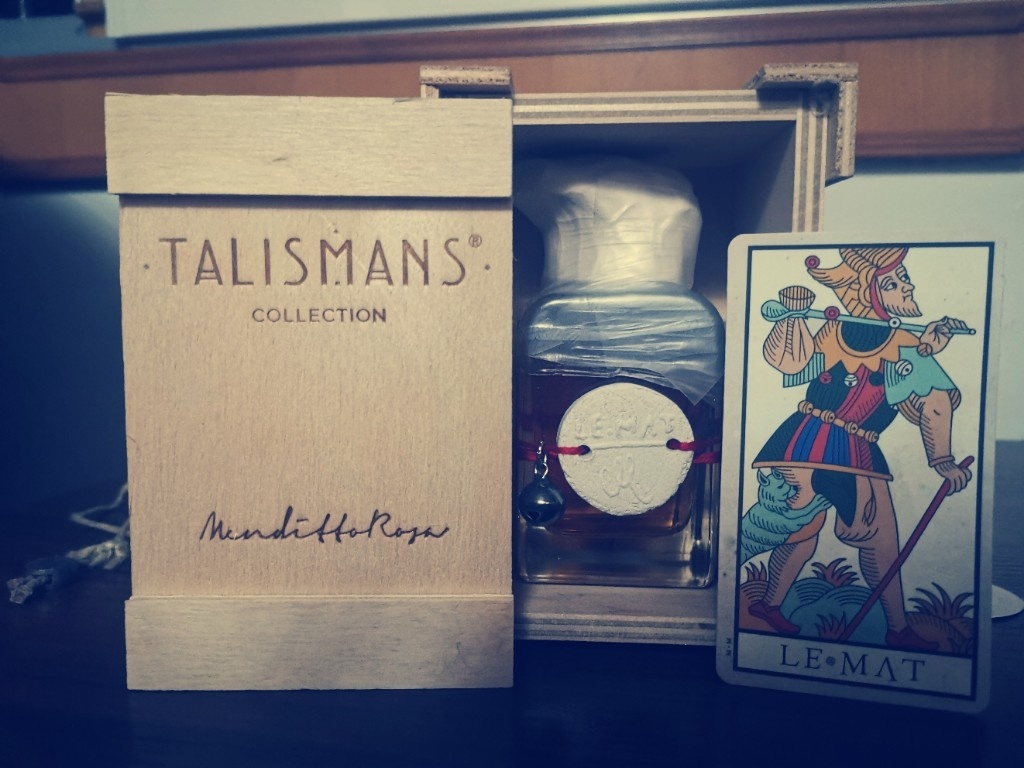 TALISMANS®
COLLECTION
MendittoRosa
LE•MAT
LE•MAT